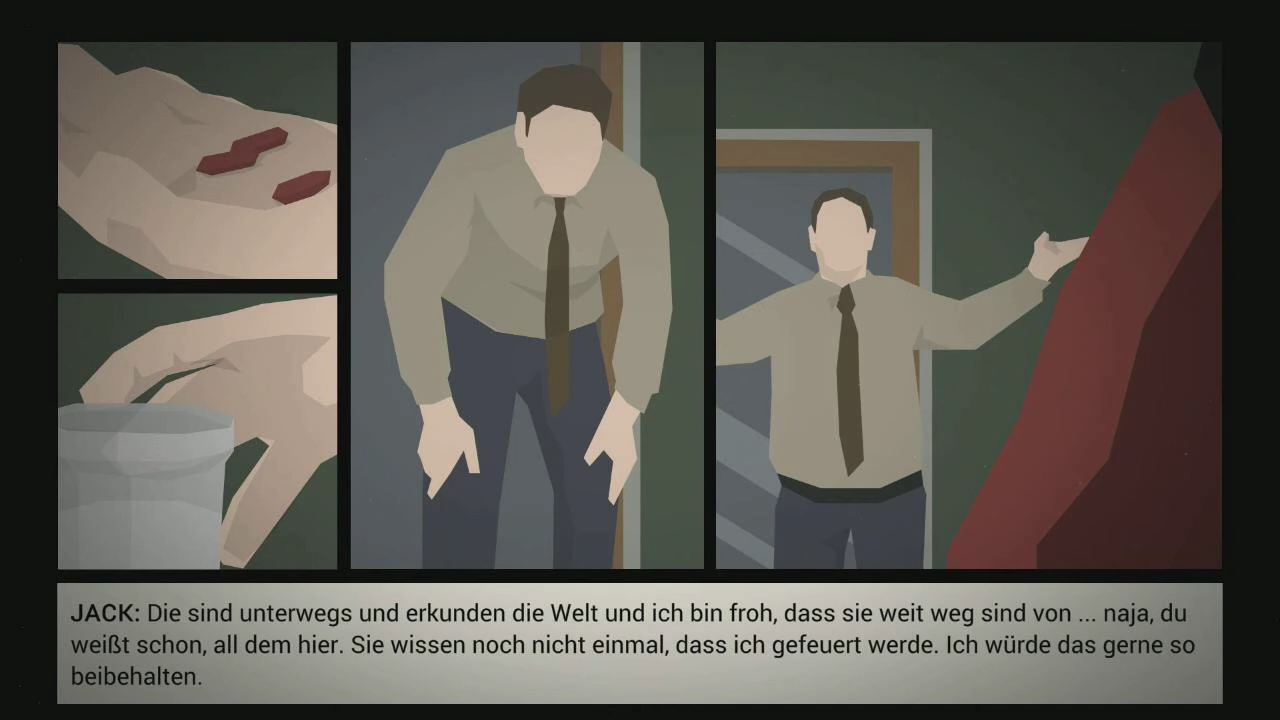 JACK: Die sind unterwegs und erkunden die Welt und ich bin froh, dass sie weit weg sind von ... naja, du
weißt schon, all dem hier. Sie wissen noch nicht einmal, dass ich gefeuert werde. Ich würde das gerne so
beibehalten.